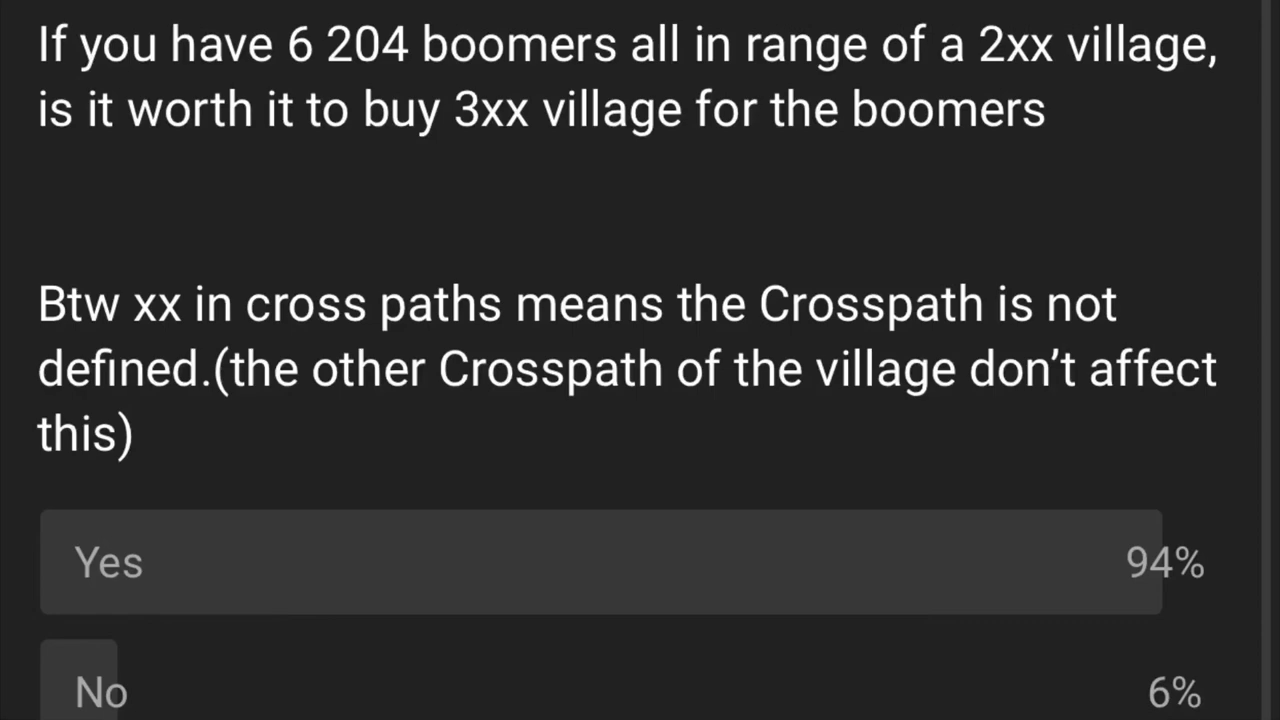 If you have 6 204 boomers all in range of a 2xx village,
is it worth it to buy 3xx village for the boomers
Btw xx in cross paths means the Crosspath is not
defined.(the other Crosspath of the village don’t affect
this)
Yes 94%
No 6%